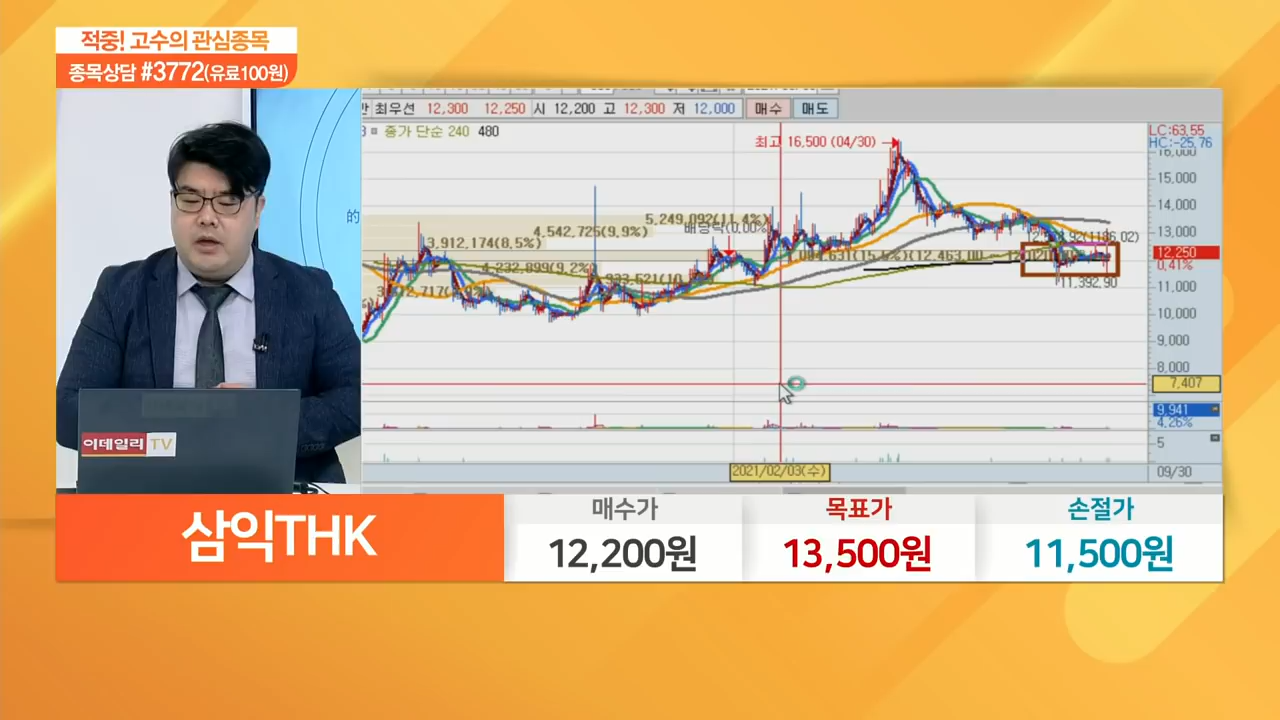 적중! 고수의 관심종목
종목상담 #3772(유료100원)
최우선 12,300 12,250 시 12,200 고 12,300 저 12,000 매수 매도
종가 단순 240 480
LC:63.55
HC:-25.76
최고 16,500 (04/30)
16,000
15,000
14,000
13,000
12,250
0.41%
11,000
10,000
9,000
8,000
7,407
9,941
4.26%
5
5,249,092(11.4%)
배당락(0.00%)
4,542,725(9.9%)
3,912,174(8.5%)
4,232,899(9.2%)
11,392.90
的
이데일리 TV
2021/02/03(수)
09/30
삼익THK
매수가
12,200원
목표가
13,500원
손절가
11,500원